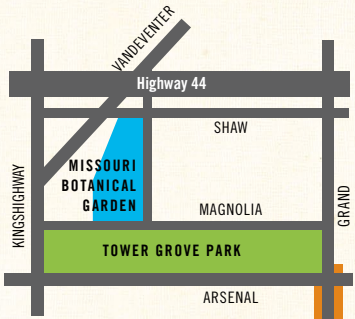 VANDEVENTER
Highway 44
SHAW
MISSOURI
BOTANICAL
GARDEN
KINGSHIGHWAY
MAGNOLIA
GRAND
TOWER GROVE PARK
ARSENAL